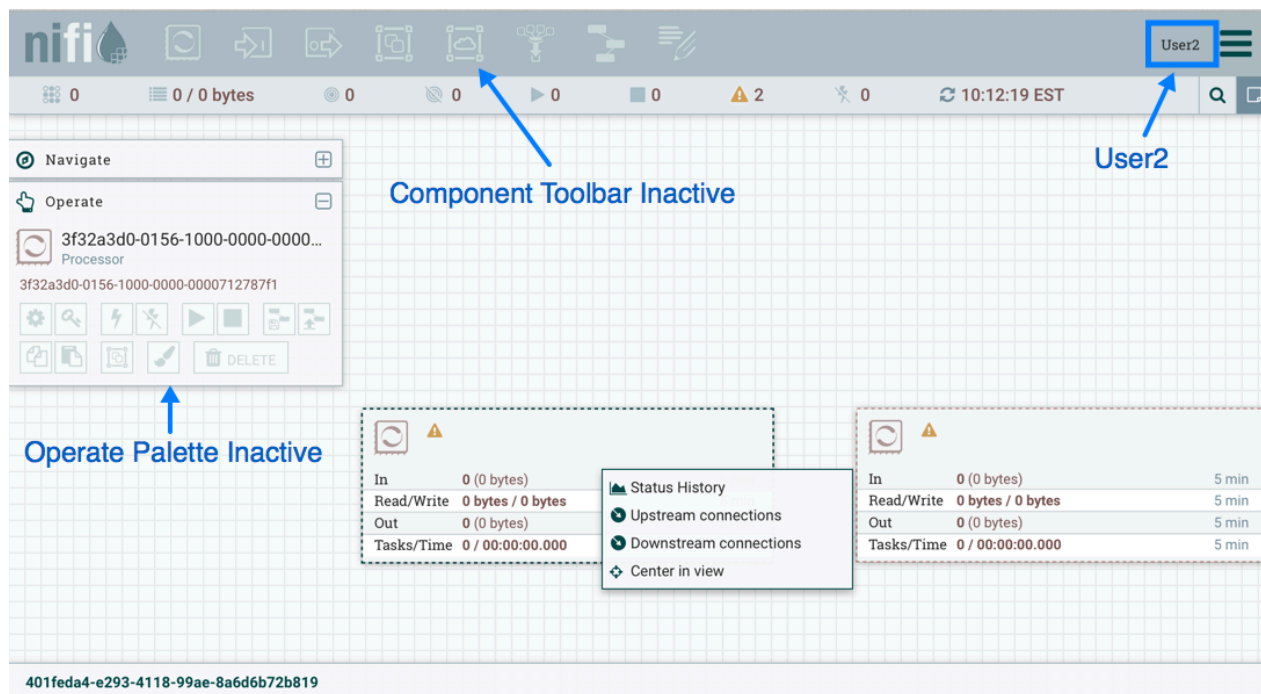 nifi
User2
0
0 / 0 bytes
0
0
0
0
2
0
10:12:19 EST
User2
Component Toolbar Inactive
Navigate
Operate
3f32a3d0-0156-1000-0000-0000...
Processor
3f32a3d0-0156-1000-0000-0000712787f1
DELETE
Operate Palette Inactive
In 0 (0 bytes)
Read/Write 0 bytes / 0 bytes
Out 0 (0 bytes)
Tasks/Time 0 / 00:00:00.000
Status History
Upstream connections
Downstream connections
Center in view
In 0 (0 bytes) 5 min
Read/Write 0 bytes / 0 bytes 5 min
Out 0 (0 bytes) 5 min
Tasks/Time 0 / 00:00:00.000 5 min
401feda4-e293-4118-99ae-8a6d6b72b819